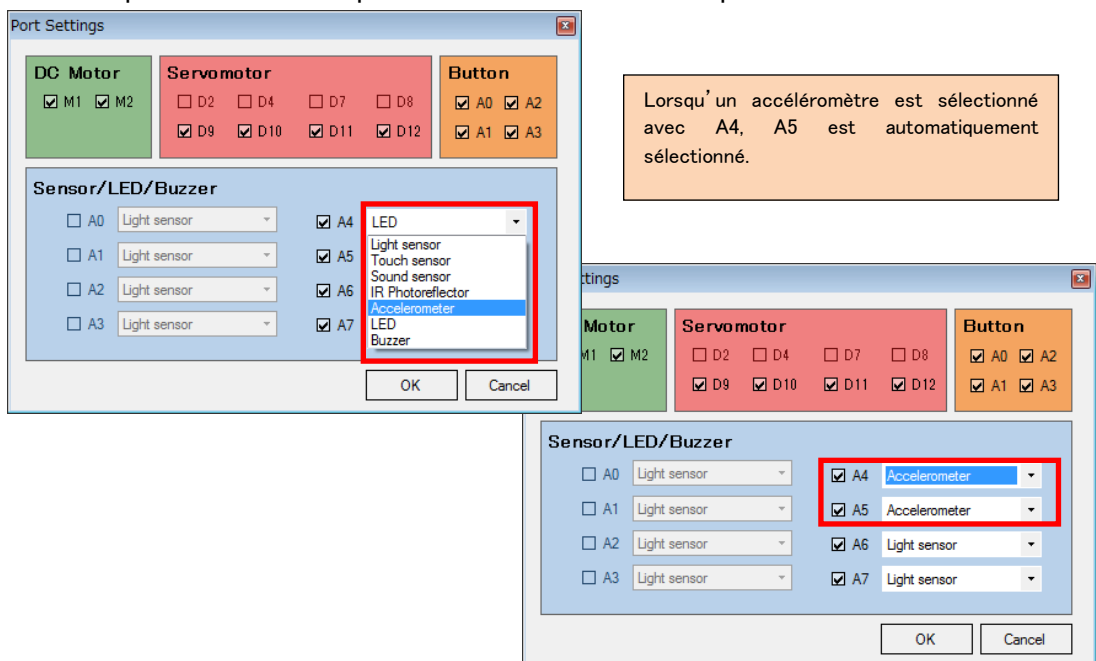 Port Settings
DC Motor Servomotor Button
M1 M2 D2 D4 D7 D8 A0 A2
D9 D10 D11 D12 A1 A3
Sensor/LED/Buzzer
A0 Light sensor A4 LED
A1 Light sensor A5
A2 Light sensor A6
A3 Light sensor A7
Light sensor
Touch sensor
Sound sensor
IR Photoreflector
Accelerometer
LED
Buzzer
OK Cancel
Lorsqu'un accéléromètre est sélectionné
avec A4, A5 est automatiquement
sélectionné.
ttings
Motor Servomotor Button
M1 M2 D2 D4 D7 D8 A0 A2
D9 D10 D11 D12 A1 A3
Sensor/LED/Buzzer
A0 Light sensor A4 Accelerometer
A1 Light sensor A5 Accelerometer
A2 Light sensor A6 Light sensor
A3 Light sensor A7 Light sensor
OK Cancel